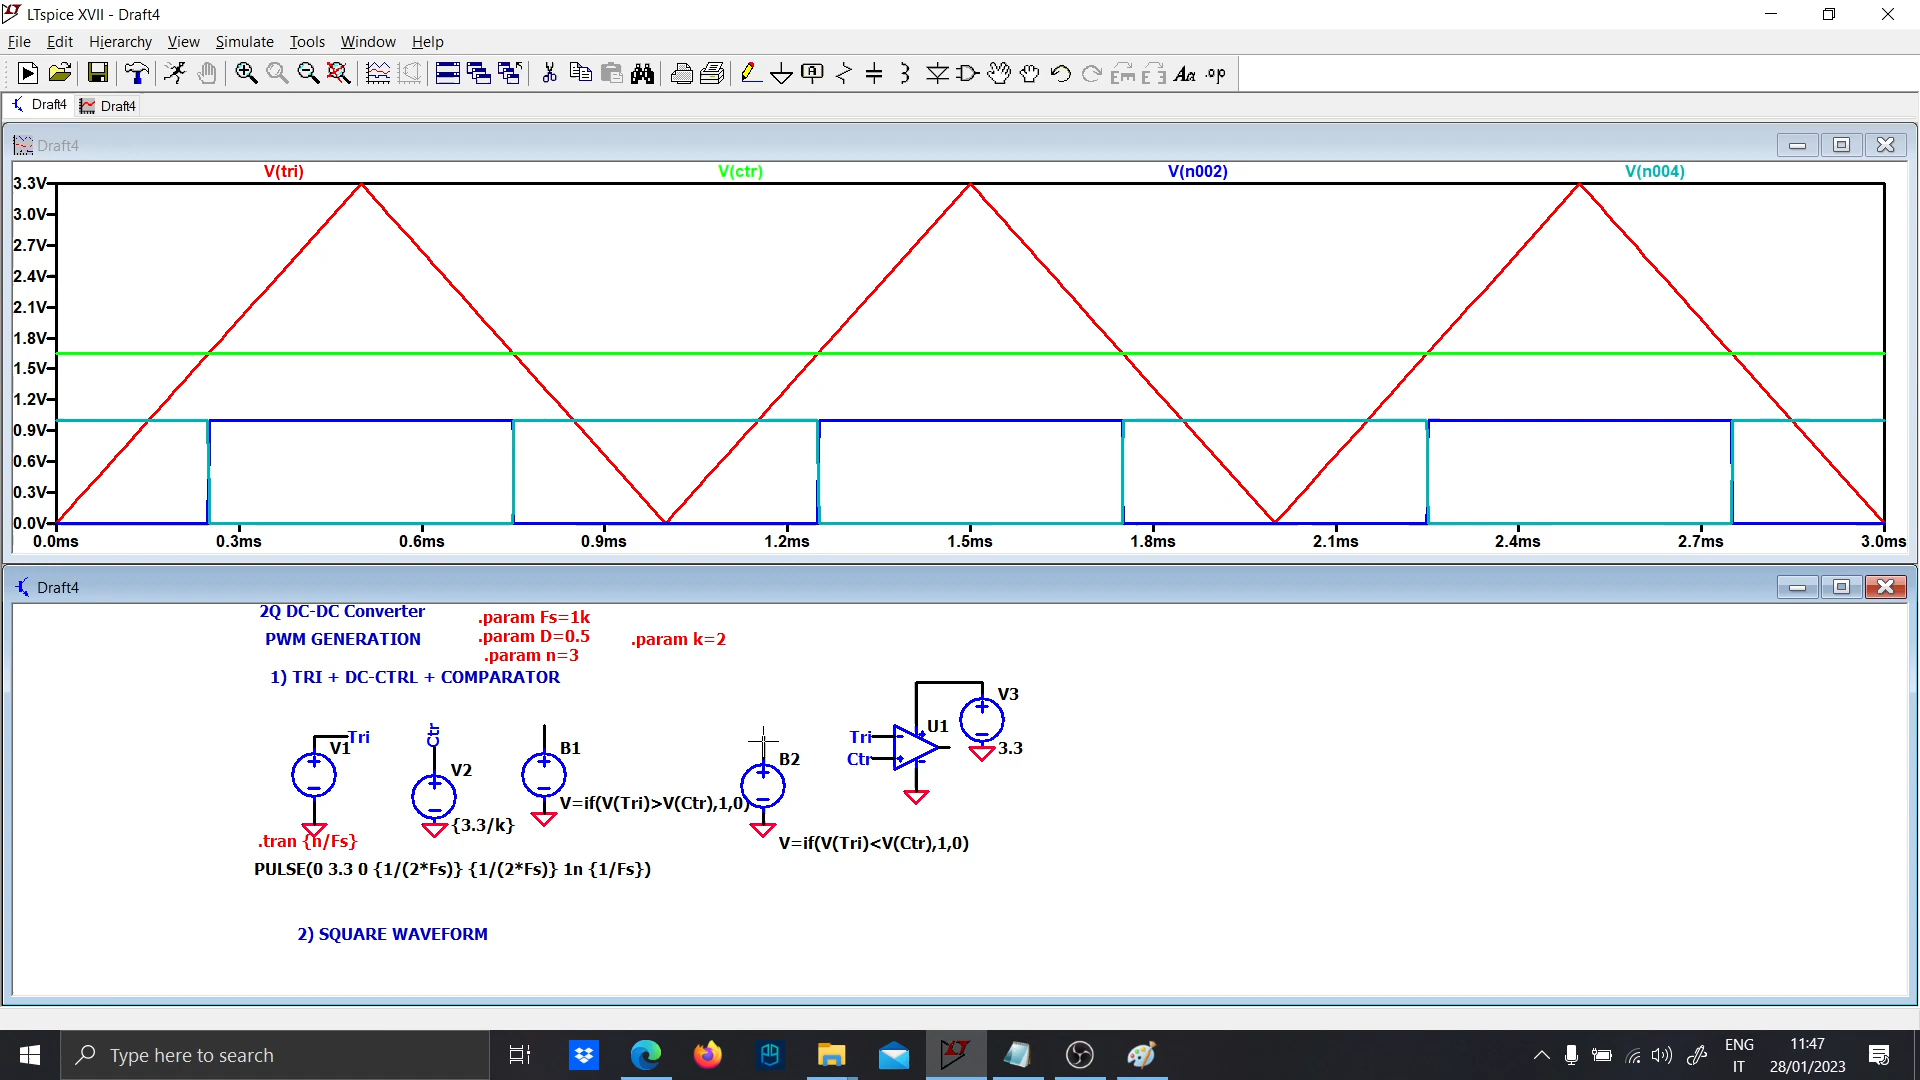 LTspice XVII - Draft4
File Edit Hierarchy View Simulate Tools Window Help
.op
Draft4 Draft4
Draft4
V(tri) V(ctr) V(n002) V(n004)
3.3V
3.0V
2.7V
2.4V
2.1V
1.8V
1.5V
1.2V
0.9V
0.6V
0.3V
0.0V
0.0ms 0.3ms 0.6ms 0.9ms 1.2ms 1.5ms 1.8ms 2.1ms 2.4ms 2.7ms 3.0ms
Draft4
2Q DC-DC Converter
.param Fs=1k
PWM GENERATION
.param D=0.5
.param k=2
.param n=3
1) TRI + DC-CTRL + COMPARATOR
V3
Tri
V1
Ctr
V2
B1
B2
Tri
U1
Ctr
3.3
V=if(V(Tri)>V(Ctr),1,0)
{3.3/k}
.tran {n/Fs}
V=if(V(Tri)<V(Ctr),1,0)
PULSE(0 3.3 0 {1/(2*Fs)} {1/(2*Fs)} 1n {1/Fs})
2) SQUARE WAVEFORM
Type here to search
ENG
IT
11:47
28/01/2023